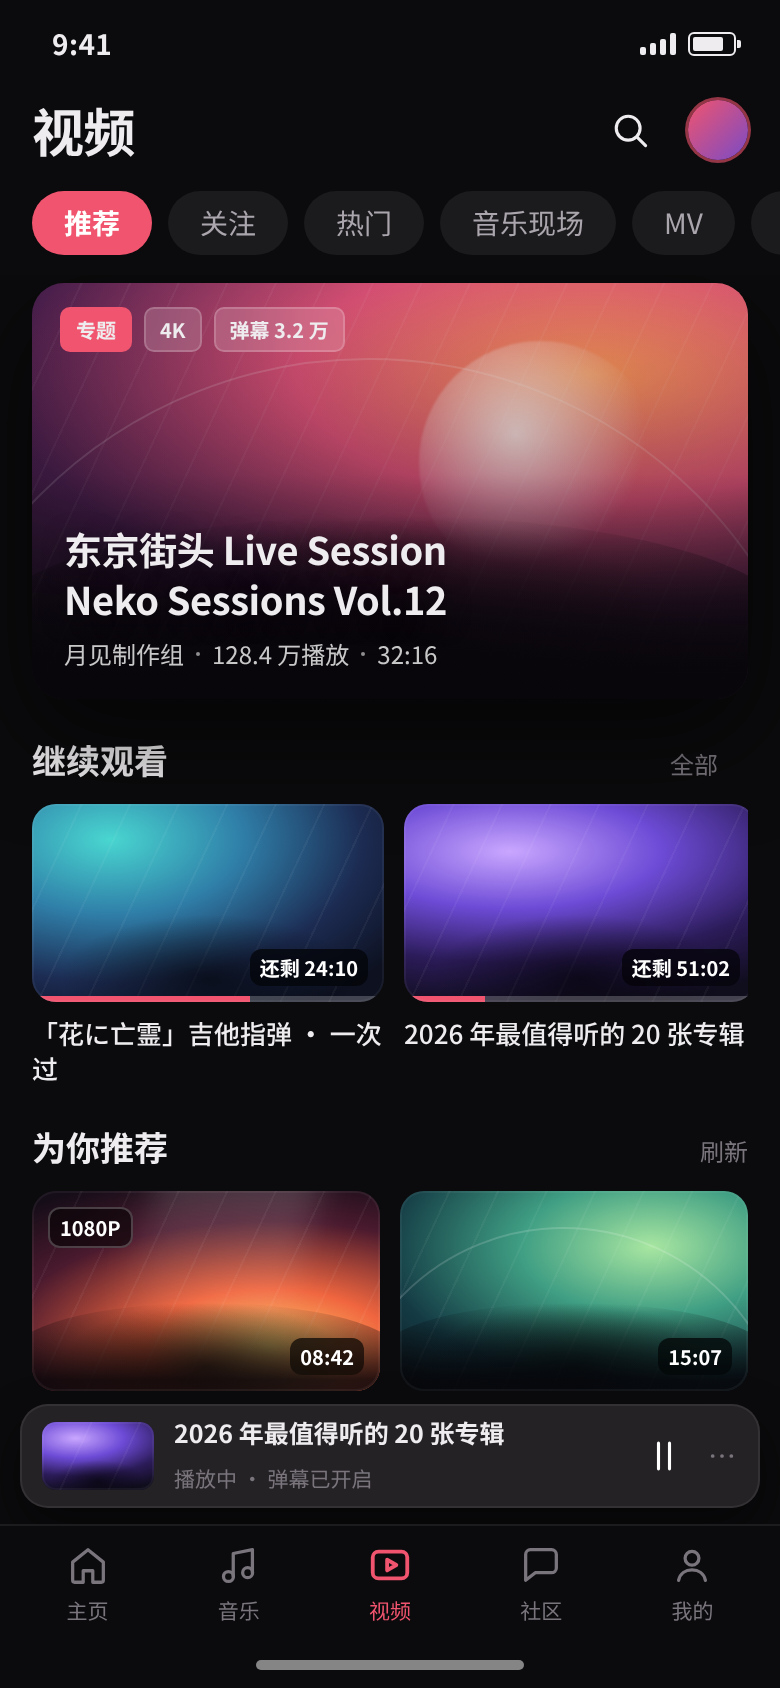 9:41
视频
推荐
关注
热门
音乐现场
MV
专题
4K
弹幕 3.2 万
东京街头 Live Session
Neko Sessions Vol.12
月见制作组 · 128.4 万播放 · 32:16
继续观看
全部
还剩 24:10
还剩 51:02
「花に亡霊」吉他指弹 · 一次
过
2026 年最值得听的 20 张专辑
为你推荐
刷新
1080P
08:42
15:07
2026 年最值得听的 20 张专辑
播放中 · 弹幕已开启
主页
音乐
视频
社区
我的